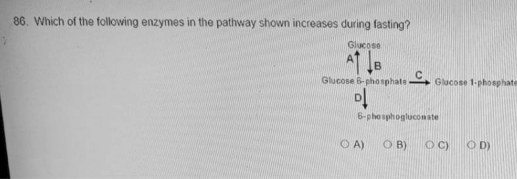 86. Which of the following enzymes in the pathway shown increases during fasting?
Glucose
A B
Glucose 6-phosphate C Glucose 1-phosphate
D
6-phosphogluconate
A) B) C) D)